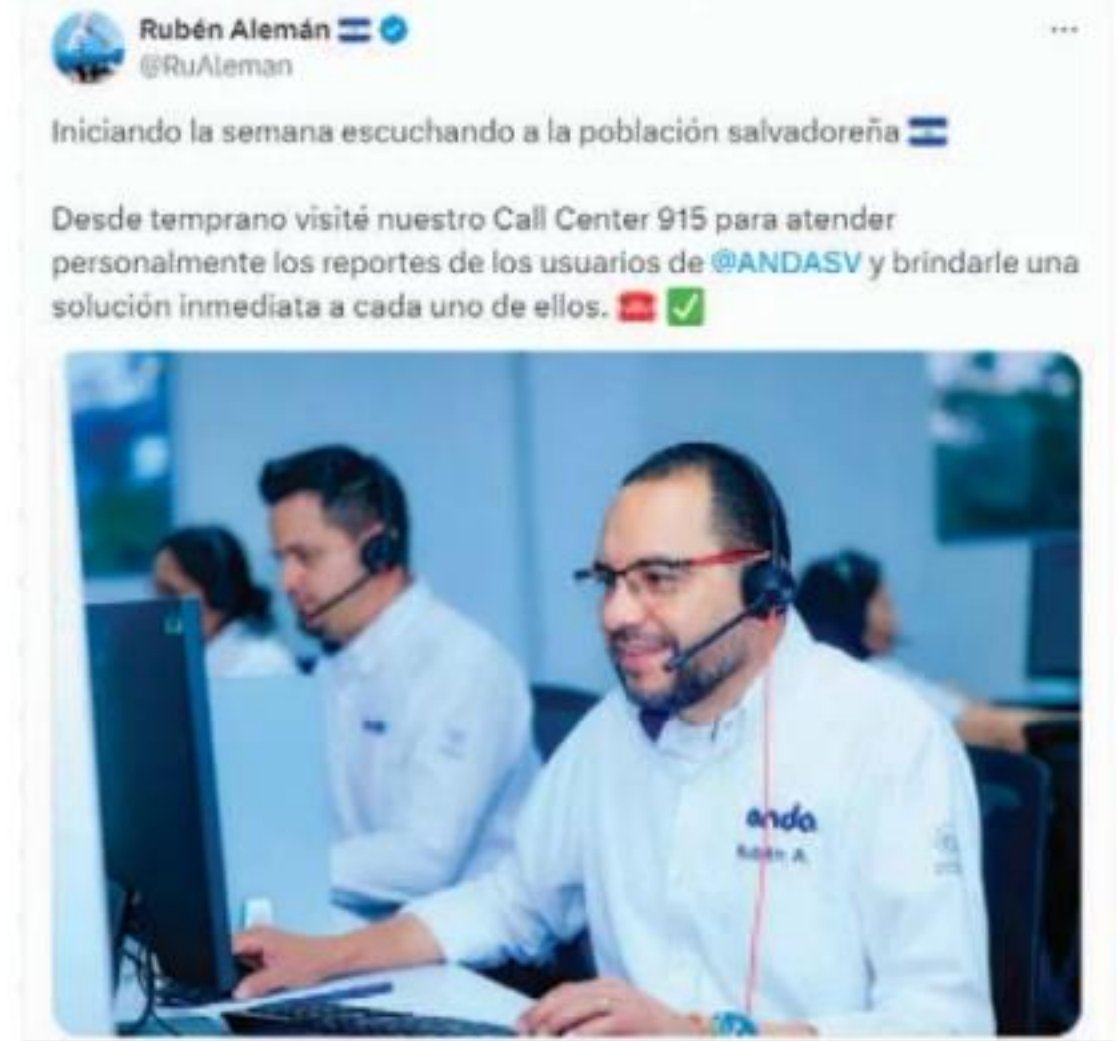 Rubén Alemán
@RuAleman
Iniciando la semana escuchando a la población salvadoreña
Desde temprano visité nuestro Call Center 915 para atender
personalmente los reportes de los usuarios de @ANDASV y brindarle una
solución inmediata a cada uno de ellos.
anda
Rubén A.